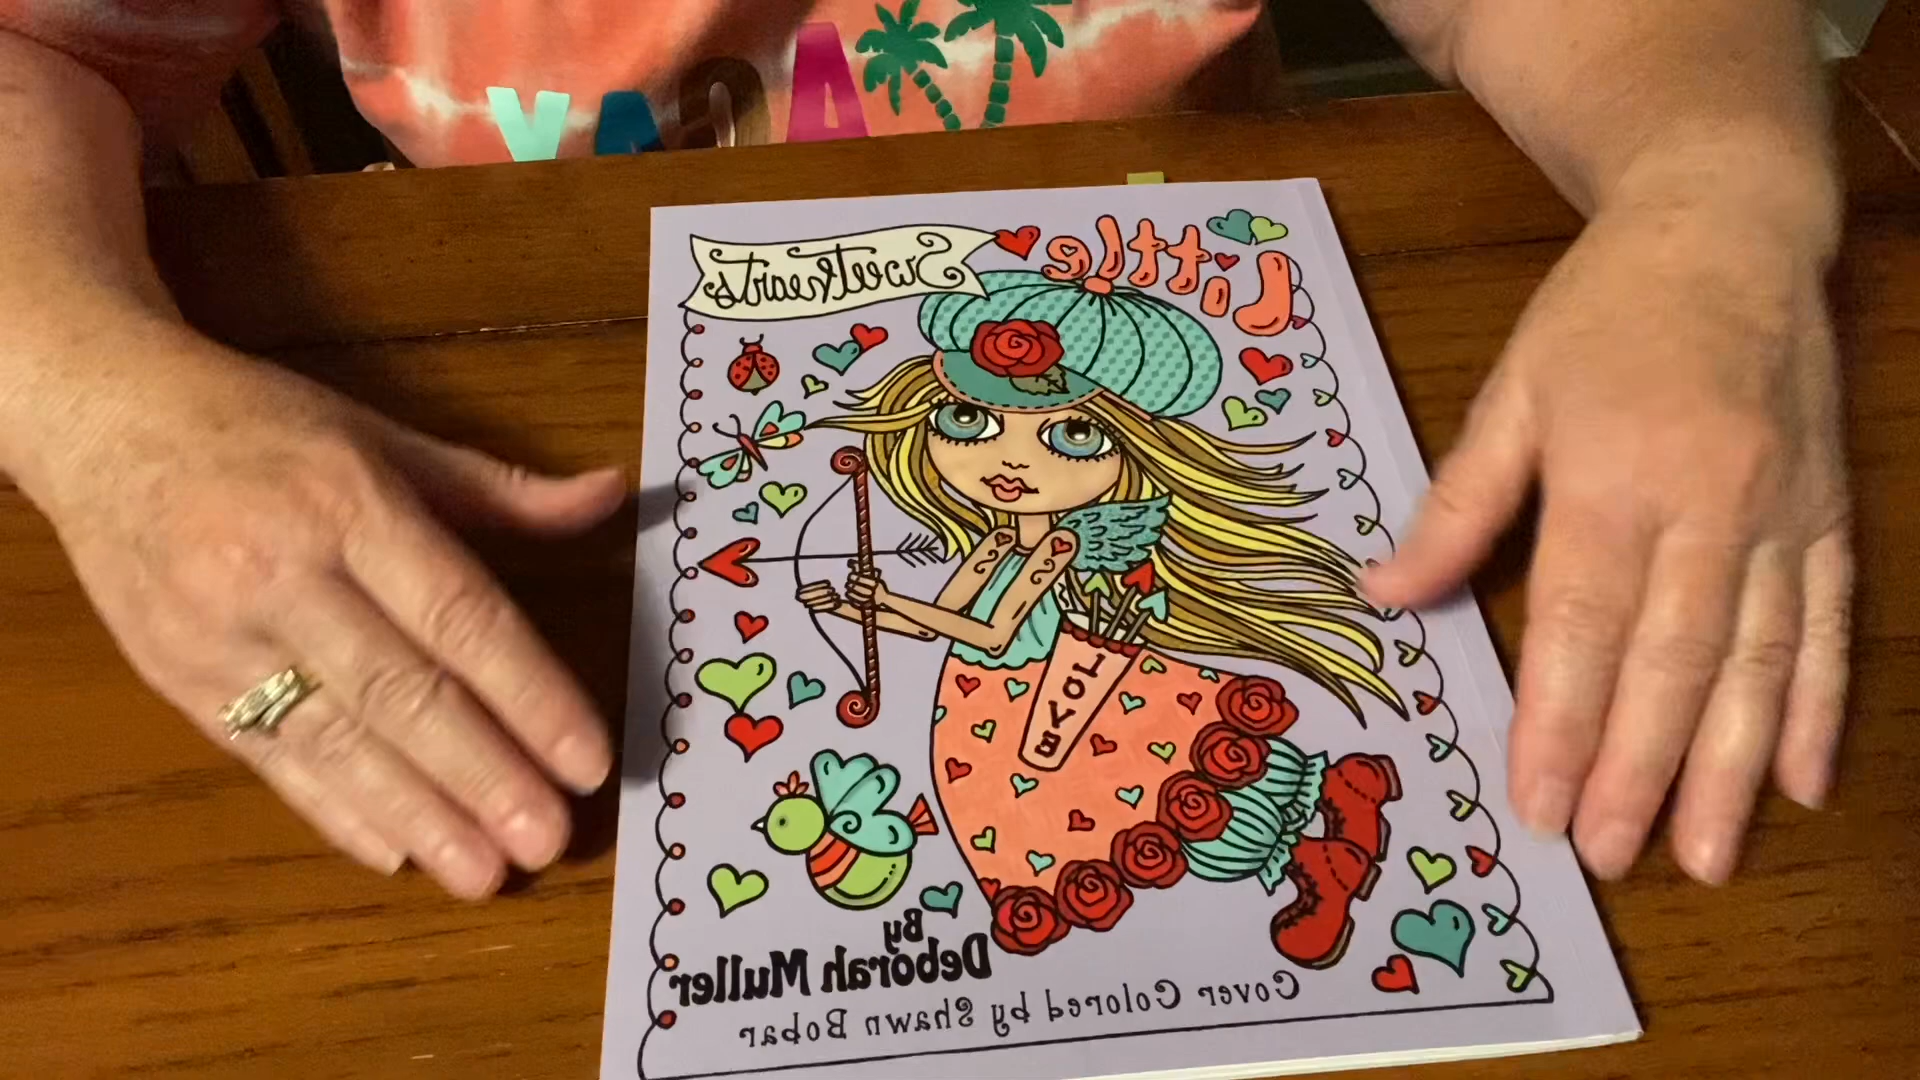 Little
Sweethearts
LOVE
By
Deborah Muller
Cover Colored by Shawn Bobar